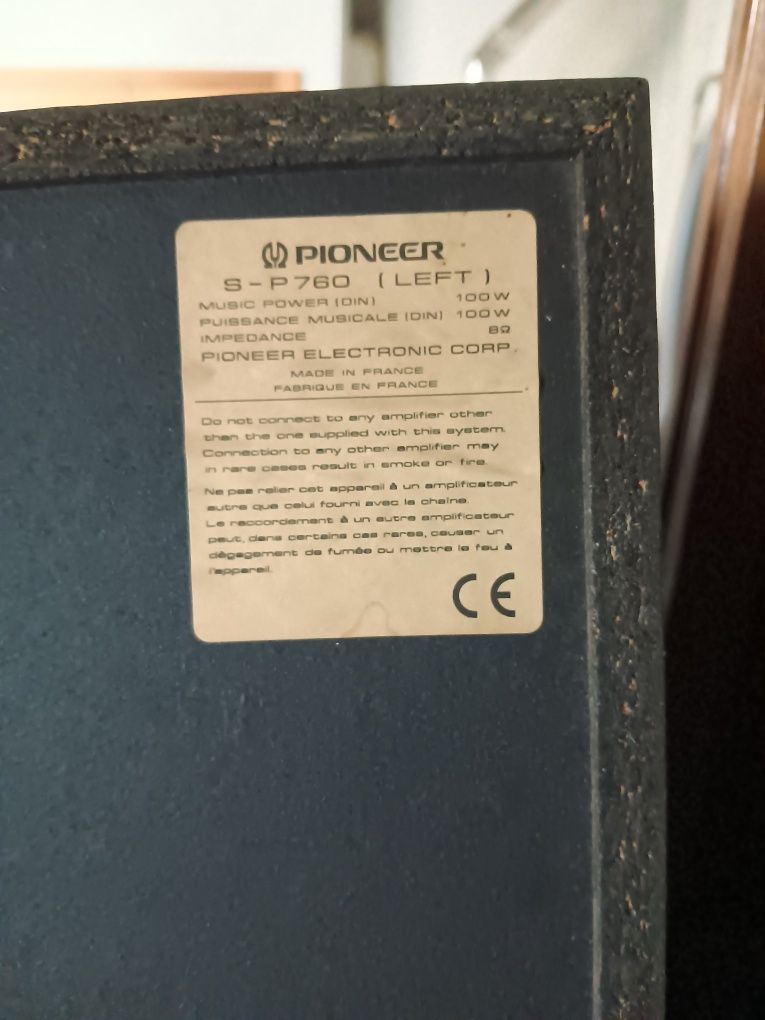 PIONEER
S-P760 (LEFT)
MUSIC POWER (DIN) 100W
PUISSANCE MUSICALE (DIN) 100W
IMPEDANCE 8Ω
PIONEER ELECTRONIC CORP.
MADE IN FRANCE
FABRIQUE EN FRANCE
Do not connect to any amplifier other
than the one supplied with this system.
Connection to any other amplifier may
in rare cases result in smoke or fire.
Ne pas relier cet appareil à un amplificateur
autre que celui fourni avec la chaîne.
Le raccordement à un autre amplificateur
peut, dans certains cas rares, causer un
dégagement de fumée ou mettre le feu à
l'appareil.
CE